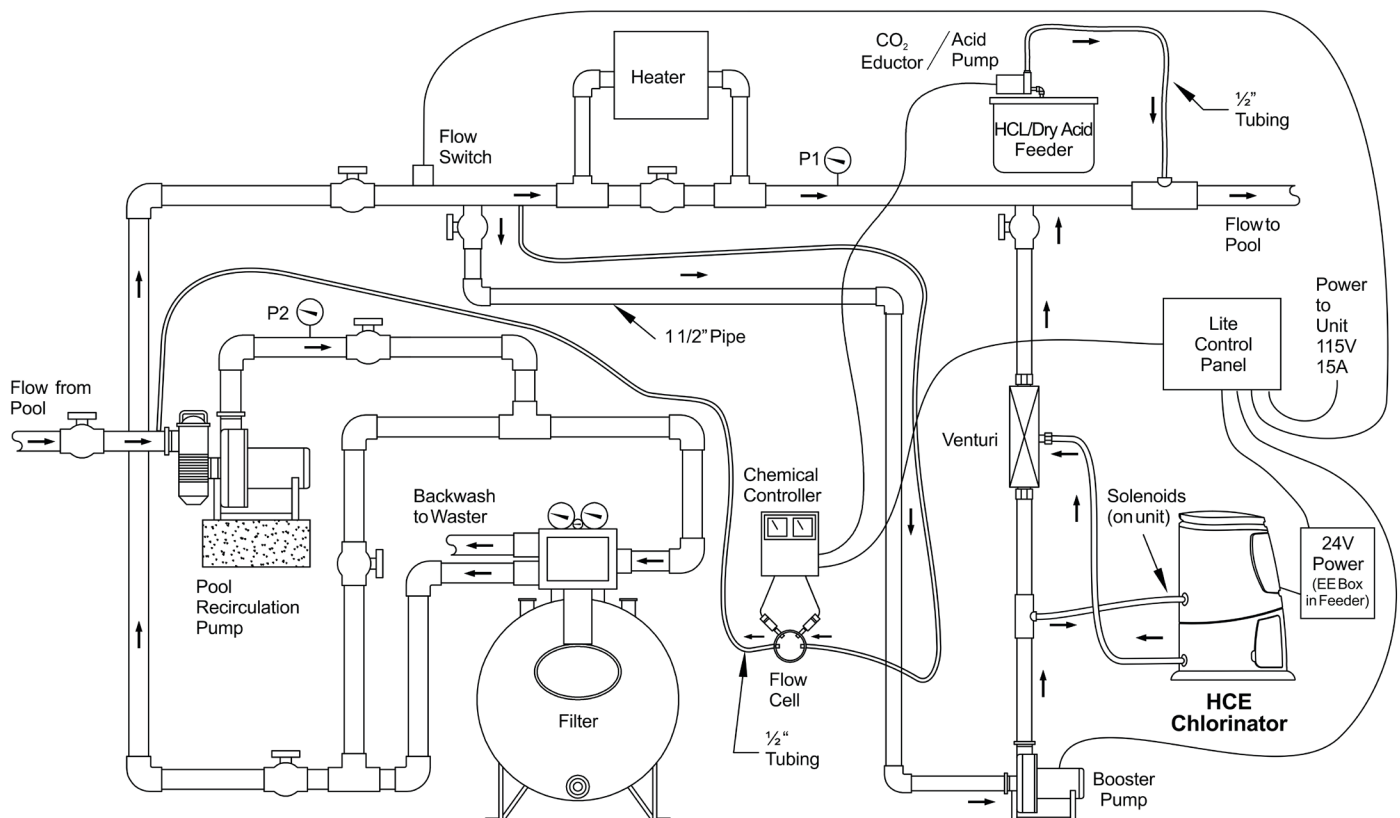 CO2
Eductor / Acid
Pump
Heater
½"
Tubing
HCL/Dry Acid
Feeder
Flow
Switch
P1
Flow to
Pool
P2
1 1/2" Pipe
Power
to
Unit
115V
15A
Lite
Control
Panel
Flow from
Pool
Venturi
Chemical
Controller
Backwash
to Waster
Solenoids
(on unit)
24V
Power
(EE Box
in Feeder)
Pool
Recirculation
Pump
Flow
Cell
HCE
Chlorinator
Filter
½"
Tubing
Booster
Pump